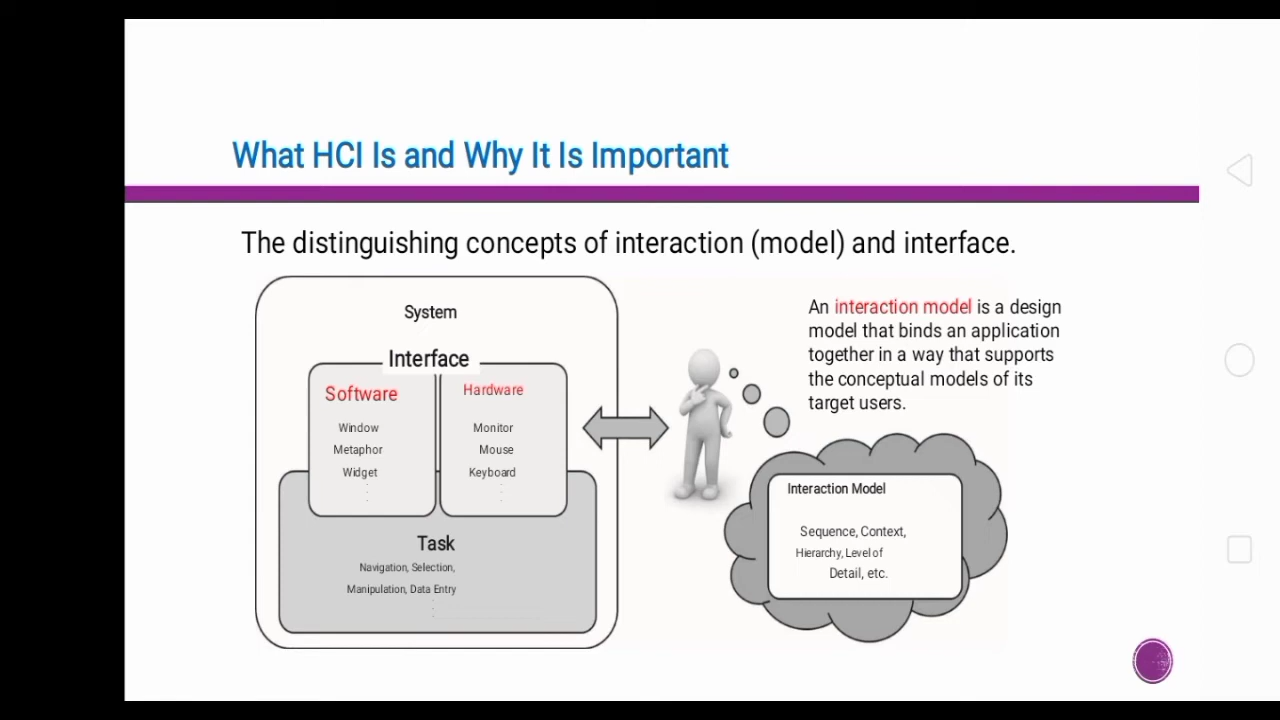 What HCI Is and Why It Is Important
The distinguishing concepts of interaction (model) and interface.
System
Interface
Software
Window
Metaphor
Widget
Hardware
Monitor
Mouse
Keyboard
Task
Navigation, Selection,
Manipulation, Data Entry
An interaction model is a design
model that binds an application
together in a way that supports
the conceptual models of its
target users.
Interaction Model
Sequence, Context,
Hierarchy, Level of
Detail, etc.